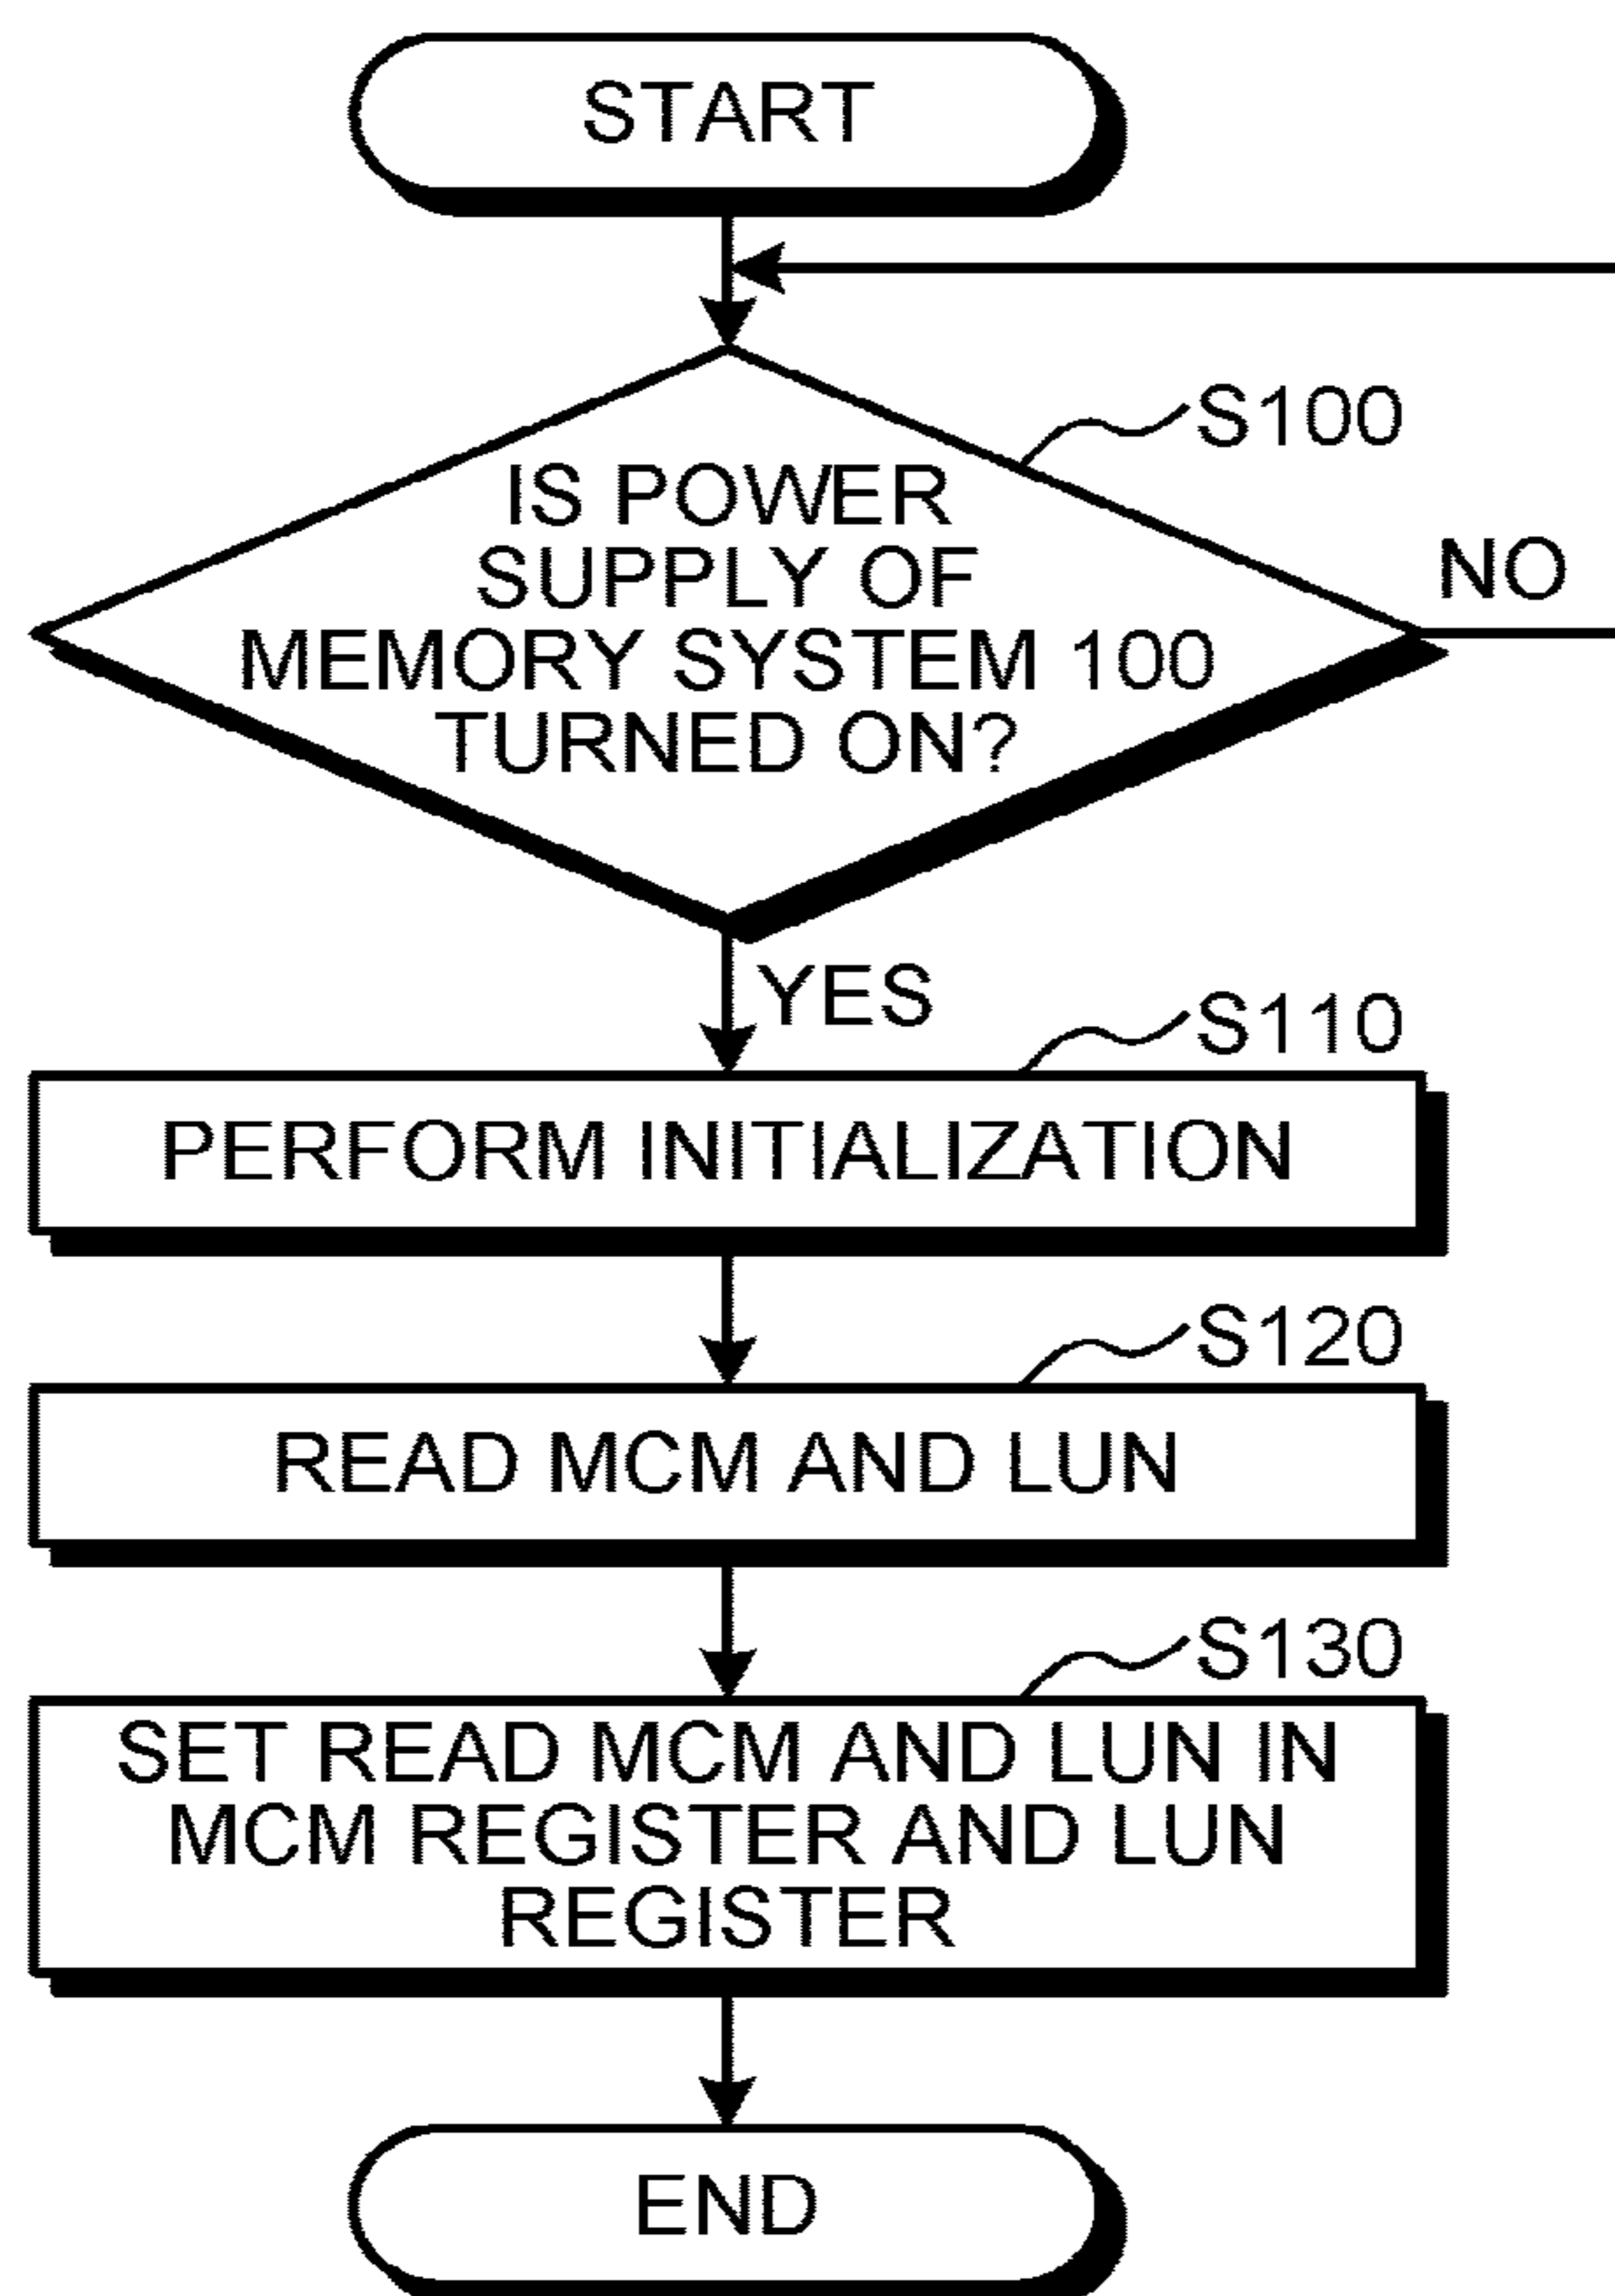 START
S100
IS POWER
SUPPLY OF
MEMORY SYSTEM 100
TURNED ON?
NO
YES
S110
PERFORM INITIALIZATION
S120
READ MCM AND LUN
S130
SET READ MCM AND LUN IN
MCM REGISTER AND LUN
REGISTER
END